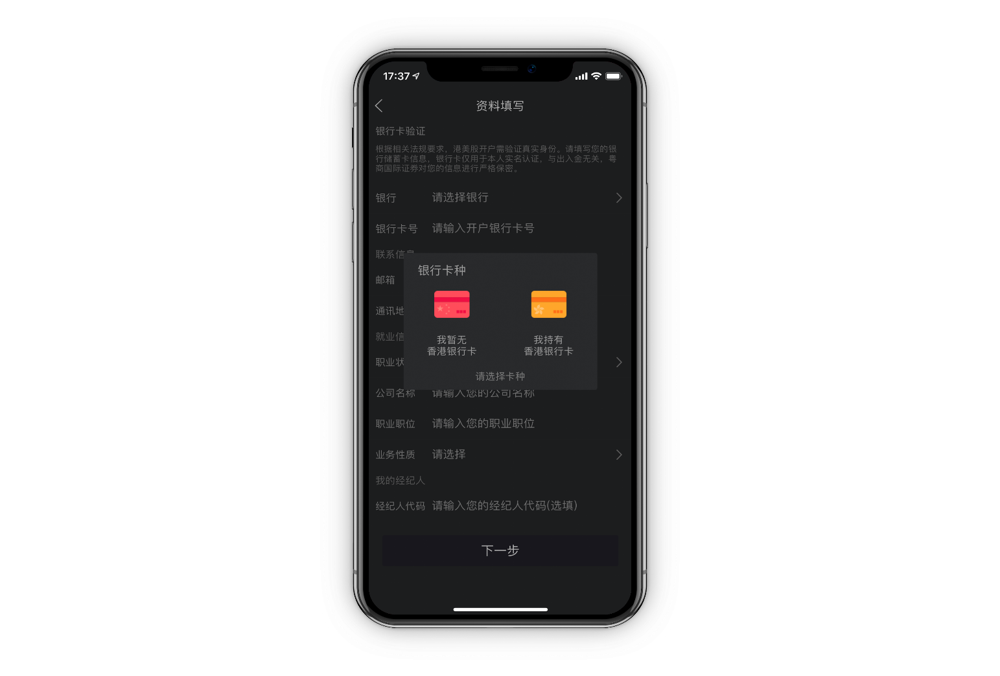 17:37
资料填写
银行卡验证
根据相关法规要求，港美股开户需验证真实身份。请填写您的银
行储蓄卡信息，银行卡仅用于本人实名认证，与出入金无关，粤
商国际证券对您的信息进行严格保密。
银行 请选择银行
银行卡号 请输入开户银行卡号
联系信息
邮箱
通讯地
就业信
职业状
银行卡种
我暂无
香港银行卡
我持有
香港银行卡
请选择卡种
公司名称 请输入您的公司名称
职业职位 请输入您的职业职位
业务性质 请选择
我的经纪人
经纪人代码 请输入您的经纪人代码(选填)
下一步